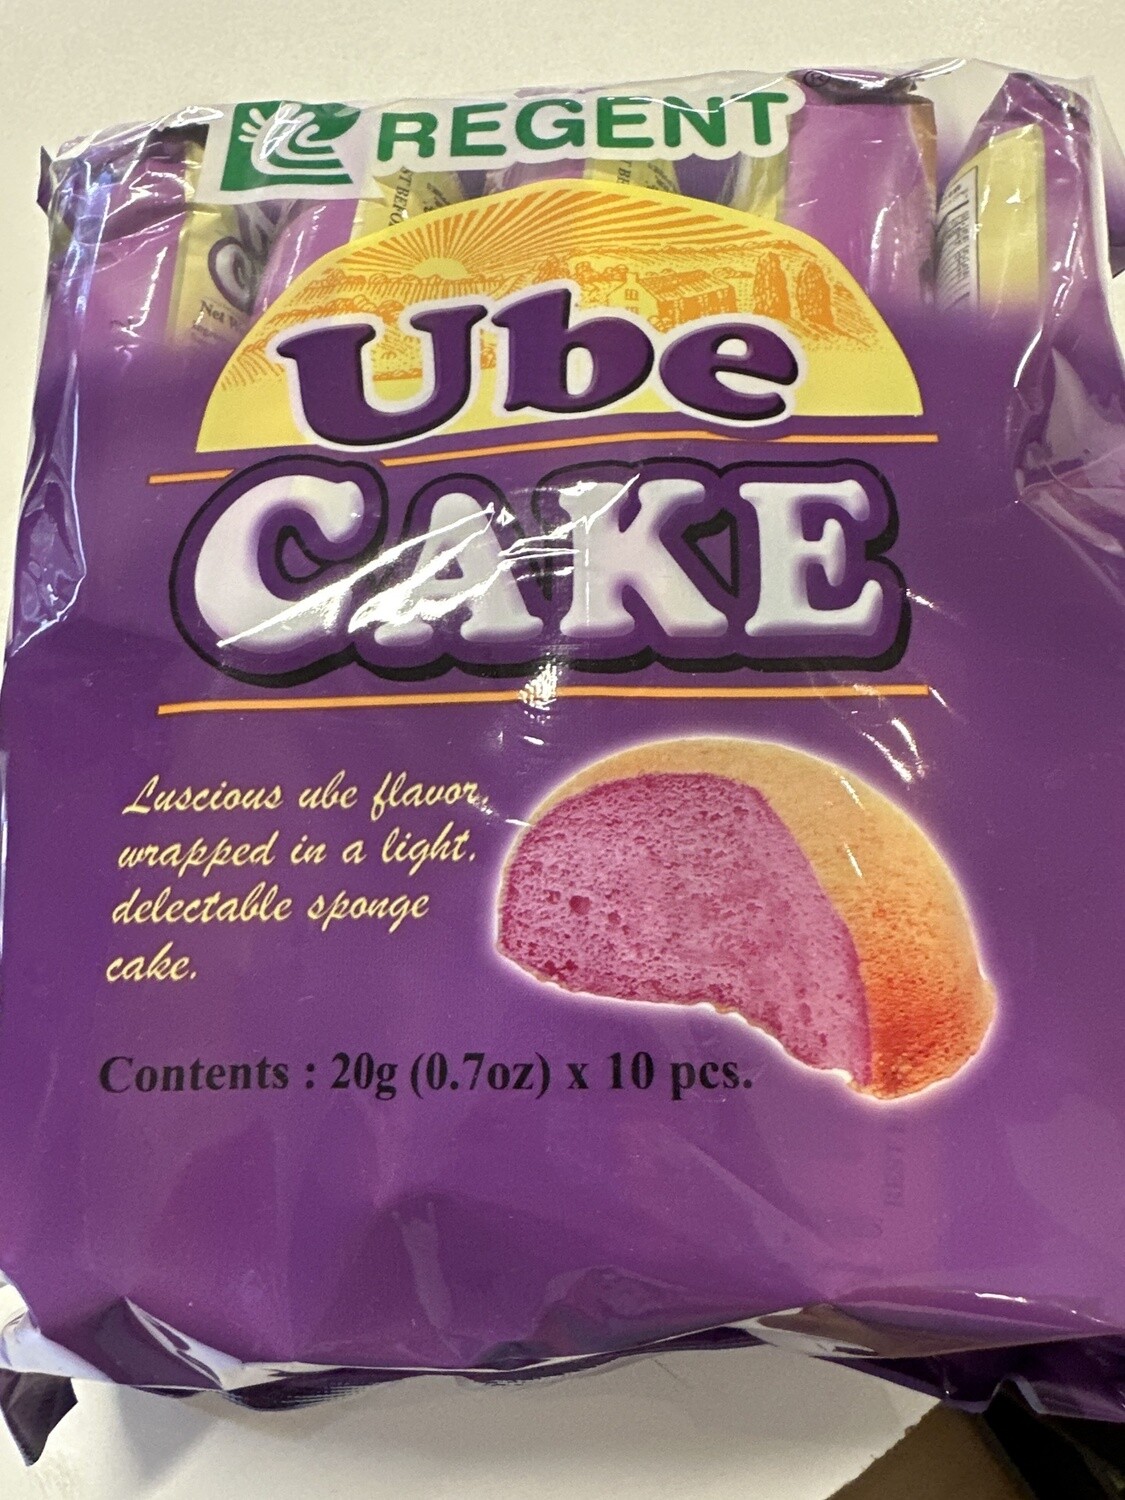 REGENT ®
Ube
CAKE
Luscious ube flavor,
wrapped in a light,
delectable sponge
cake.
Contents : 20g (0.7oz) x 10 pcs.